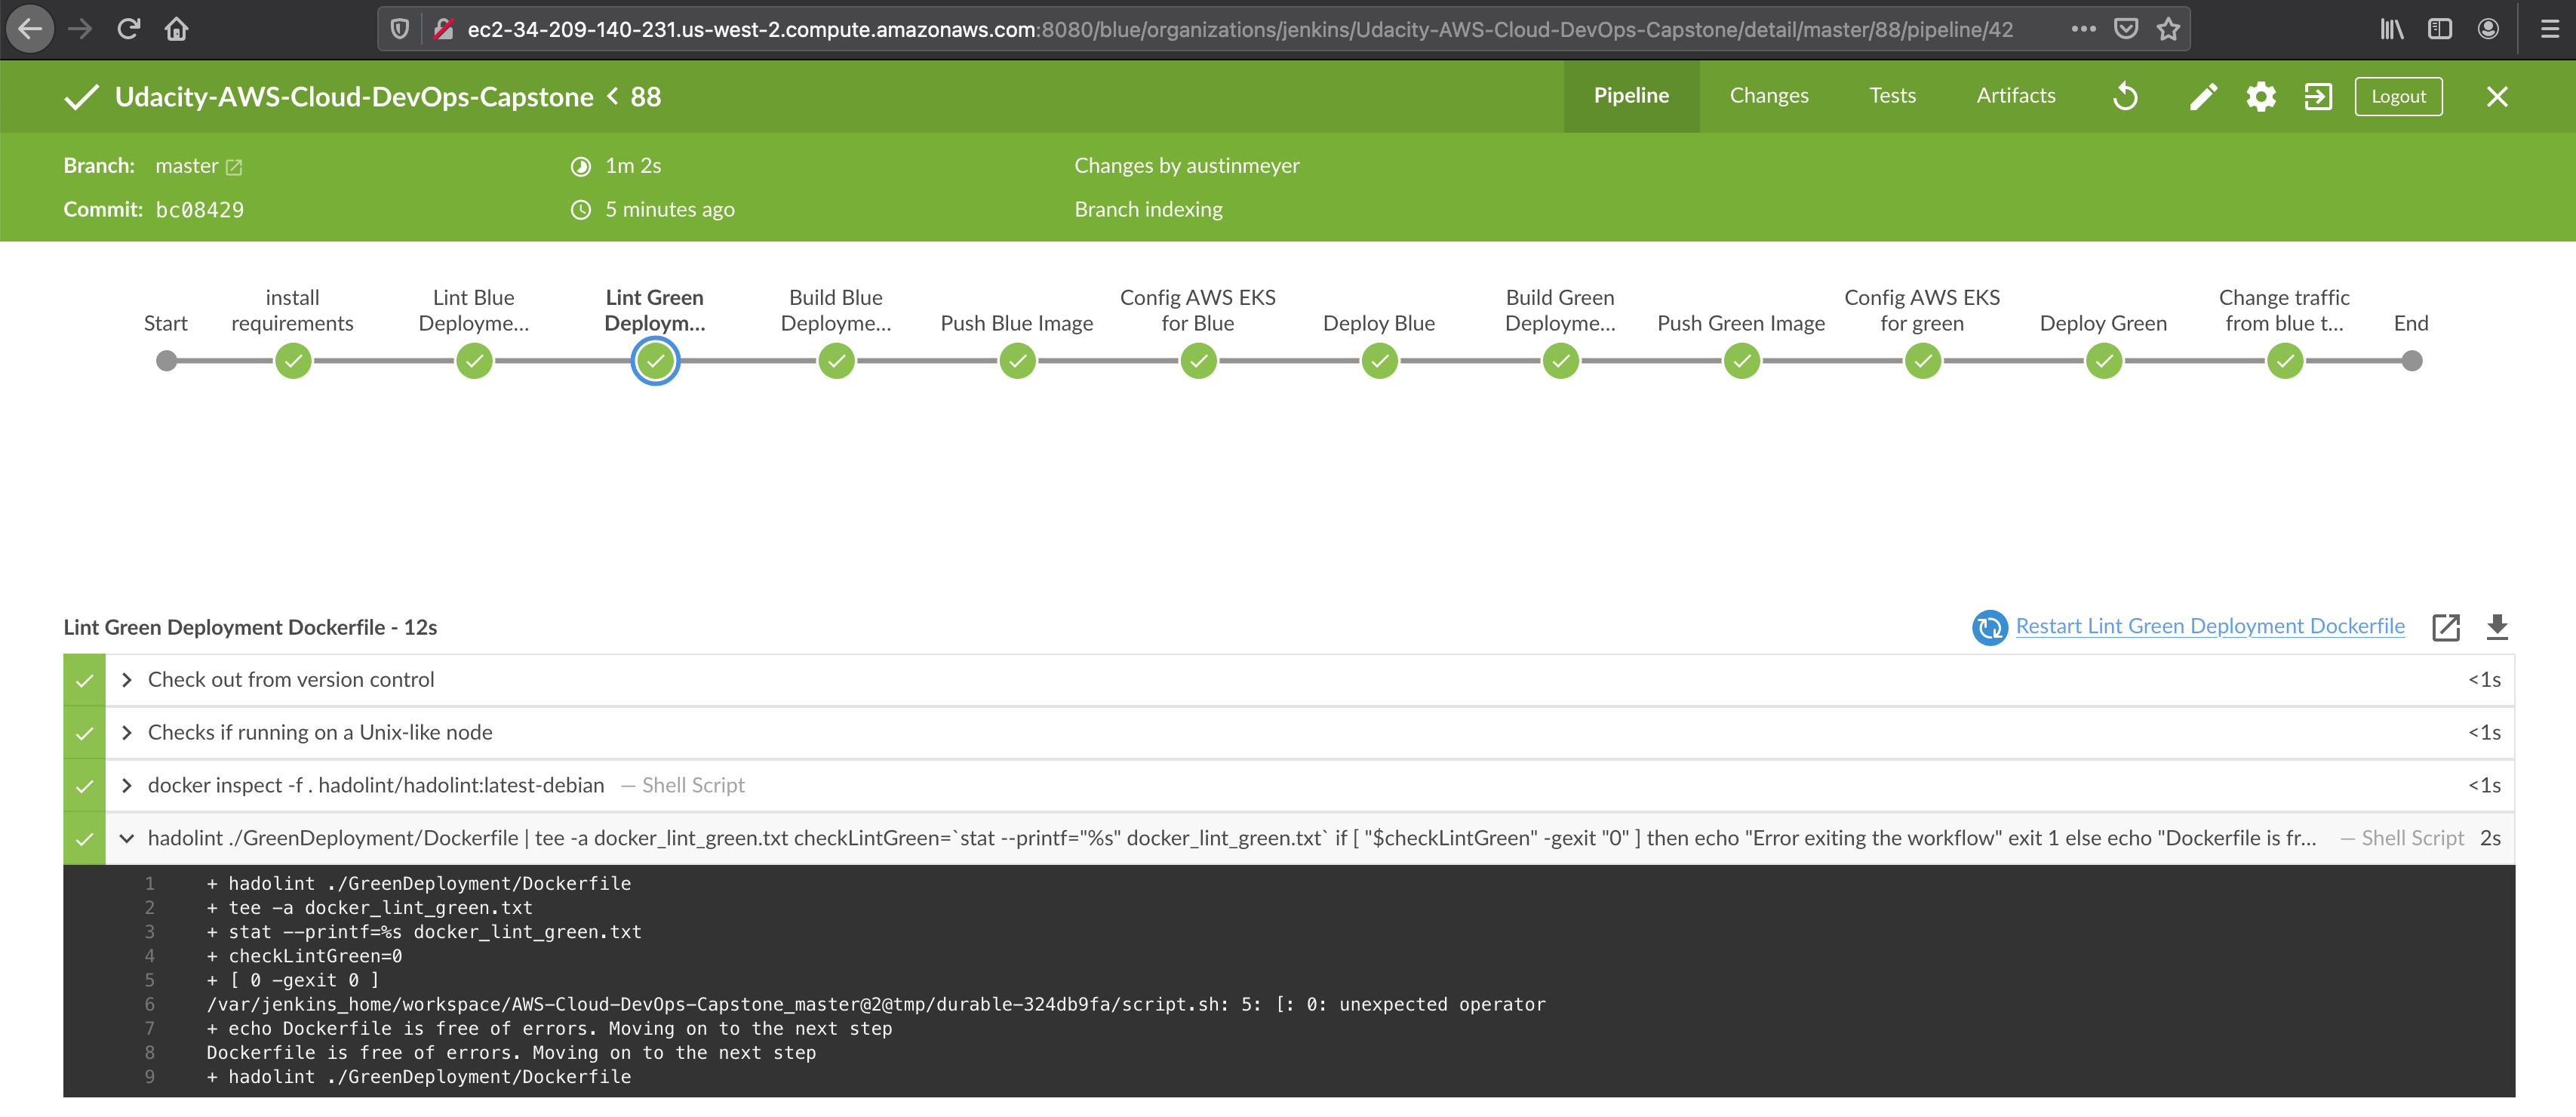 ec2-34-209-140-231.us-west-2.compute.amazonaws.com:8080/blue/organizations/jenkins/Udacity-AWS-Cloud-DevOps-Capstone/detail/master/88/pipeline/42
Udacity-AWS-Cloud-DevOps-Capstone < 88
Pipeline Changes Tests Artifacts Logout
Branch: master 1m 2s Changes by austinmeyer
Commit: bc08429 5 minutes ago Branch indexing
Start
install
requirements
Lint Blue
Deployme...
Lint Green
Deploym...
Build Blue
Deployme...
Push Blue Image
Config AWS EKS
for Blue
Deploy Blue
Build Green
Deployme...
Push Green Image
Config AWS EKS
for green
Deploy Green
Change traffic
from blue t...
End
Lint Green Deployment Dockerfile - 12s Restart Lint Green Deployment Dockerfile
Check out from version control <1s
Checks if running on a Unix-like node <1s
docker inspect -f . hadolint/hadolint:latest-debian — Shell Script <1s
hadolint ./GreenDeployment/Dockerfile | tee -a docker_lint_green.txt checkLintGreen=`stat --printf="%s" docker_lint_green.txt` if [ "$checkLintGreen" -gexit "0" ] then echo "Error exiting the workflow" exit 1 else echo "Dockerfile is fr... — Shell Script 2s
1 + hadolint ./GreenDeployment/Dockerfile
2 + tee -a docker_lint_green.txt
3 + stat --printf=%s docker_lint_green.txt
4 + checkLintGreen=0
5 + [ 0 -gexit 0 ]
6 /var/jenkins_home/workspace/AWS-Cloud-DevOps-Capstone_master@2@tmp/durable-324db9fa/script.sh: 5: [: 0: unexpected operator
7 + echo Dockerfile is free of errors. Moving on to the next step
8 Dockerfile is free of errors. Moving on to the next step
9 + hadolint ./GreenDeployment/Dockerfile